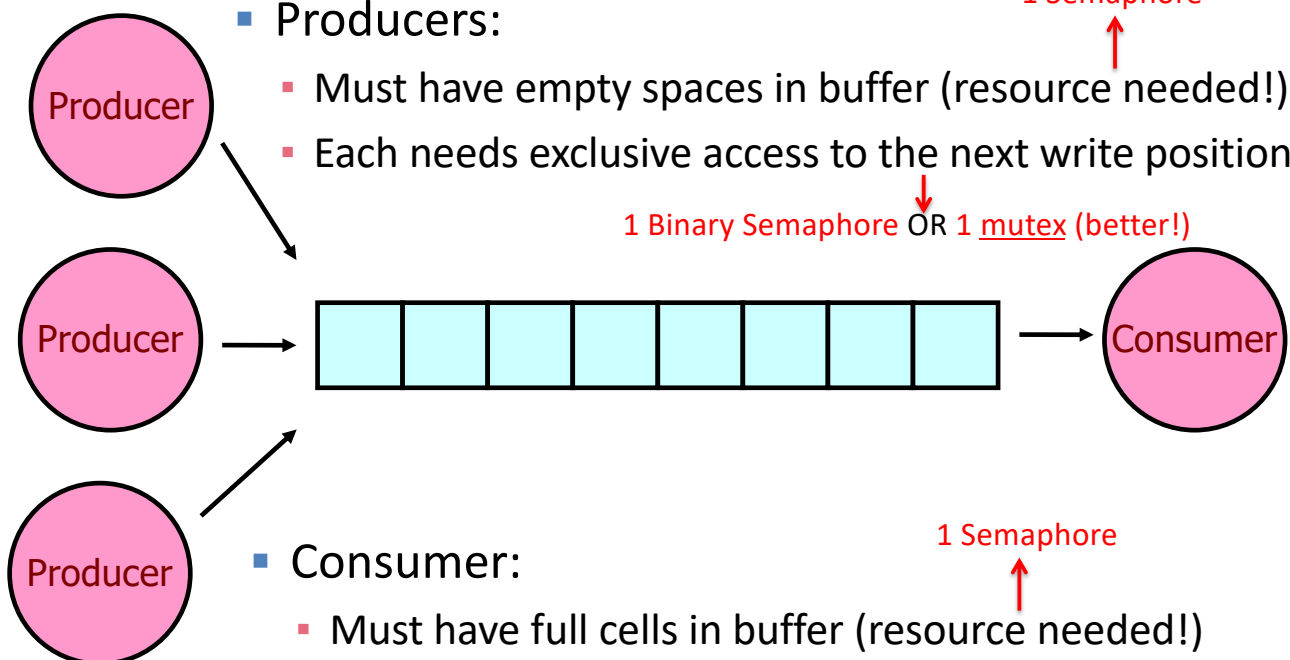 1 Semaphore
▪ Producers:
Producer
▪ Must have empty spaces in buffer (resource needed!)
▪ Each needs exclusive access to the next write position
1 Binary Semaphore OR 1 mutex (better!)
Producer
Consumer
1 Semaphore
▪ Consumer:
Producer
▪ Must have full cells in buffer (resource needed!)